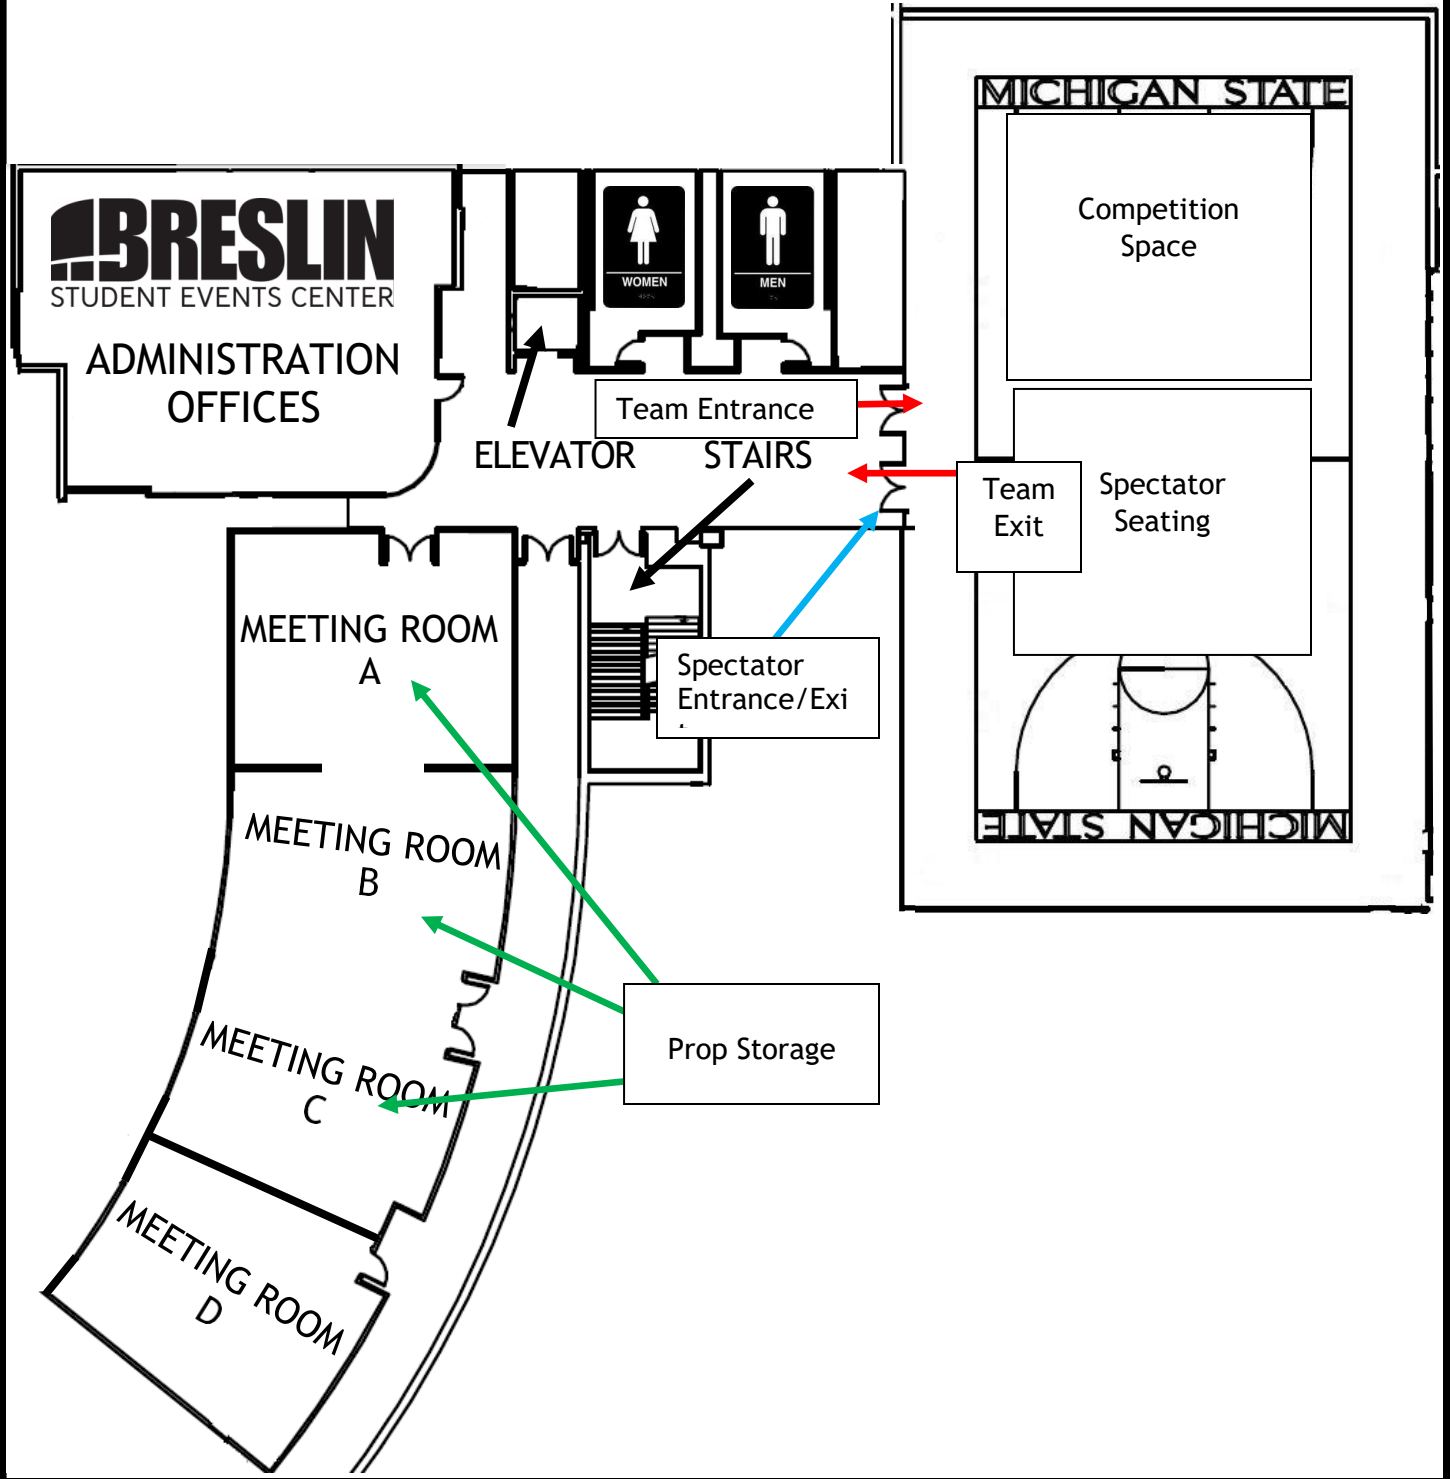 MICHIGAN STATE
Competition
Space
BRESLIN
STUDENT EVENTS CENTER
ADMINISTRATION
OFFICES
WOMEN
MEN
Team Entrance
ELEVATOR
STAIRS
Team
Exit
Spectator
Seating
MEETING ROOM
A
Spectator
Entrance/Exi
t
MICHIGAN STATE
MEETING ROOM
B
MEETING ROOM
C
Prop Storage
MEETING ROOM
D